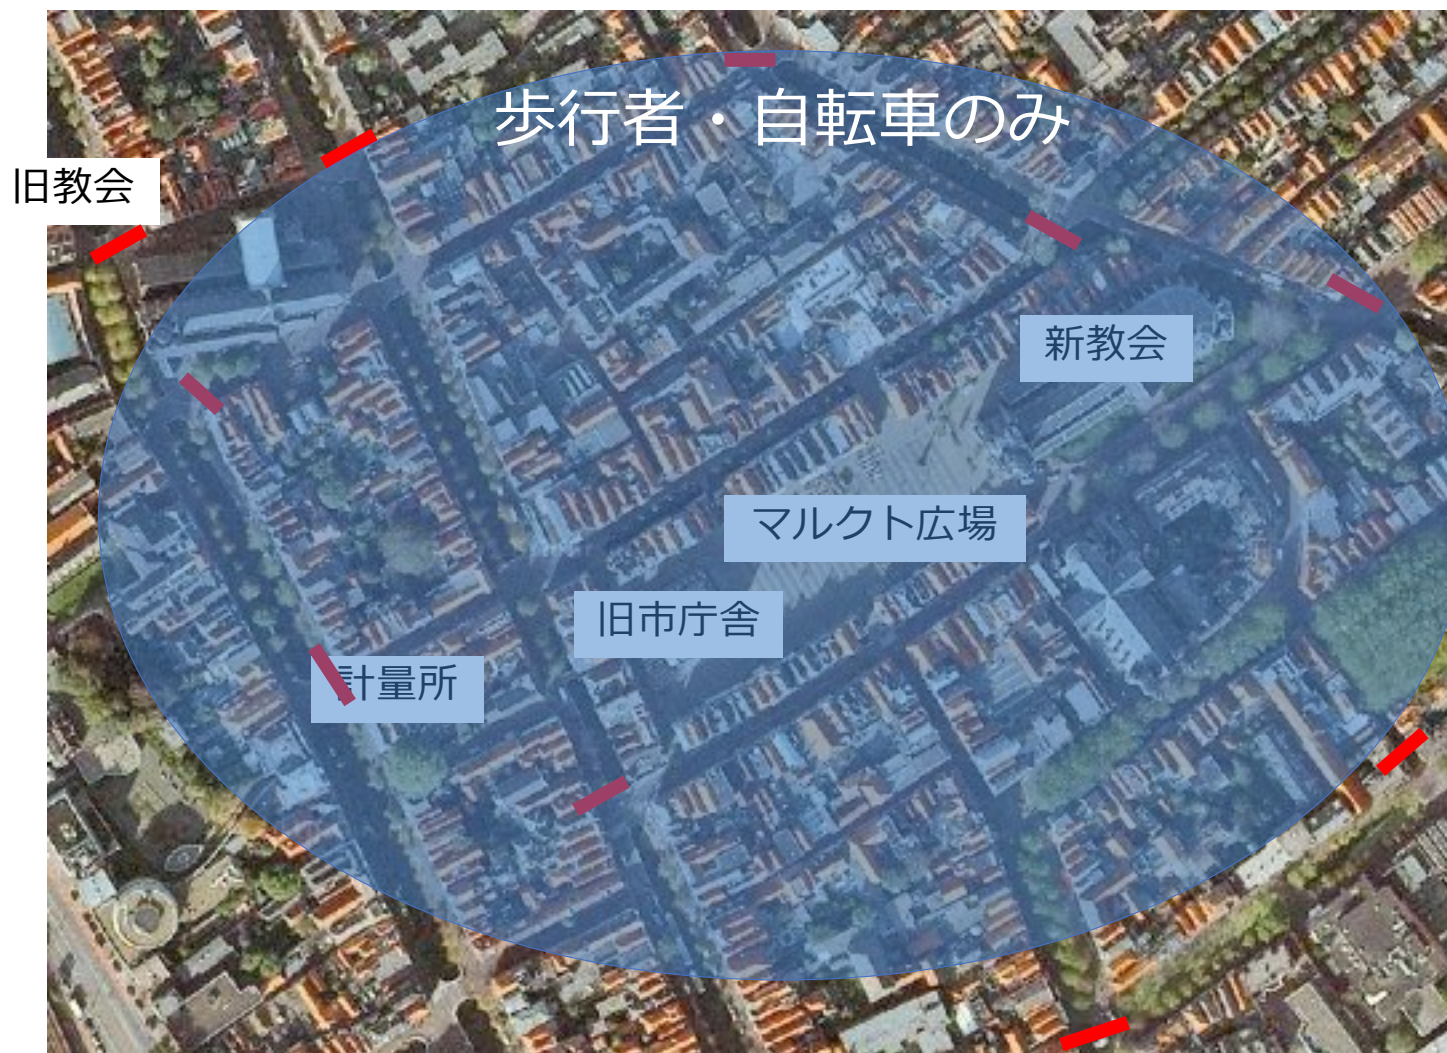 歩行者・自転車のみ
旧教会
新教会
マルクト広場
旧市庁舎
計量所